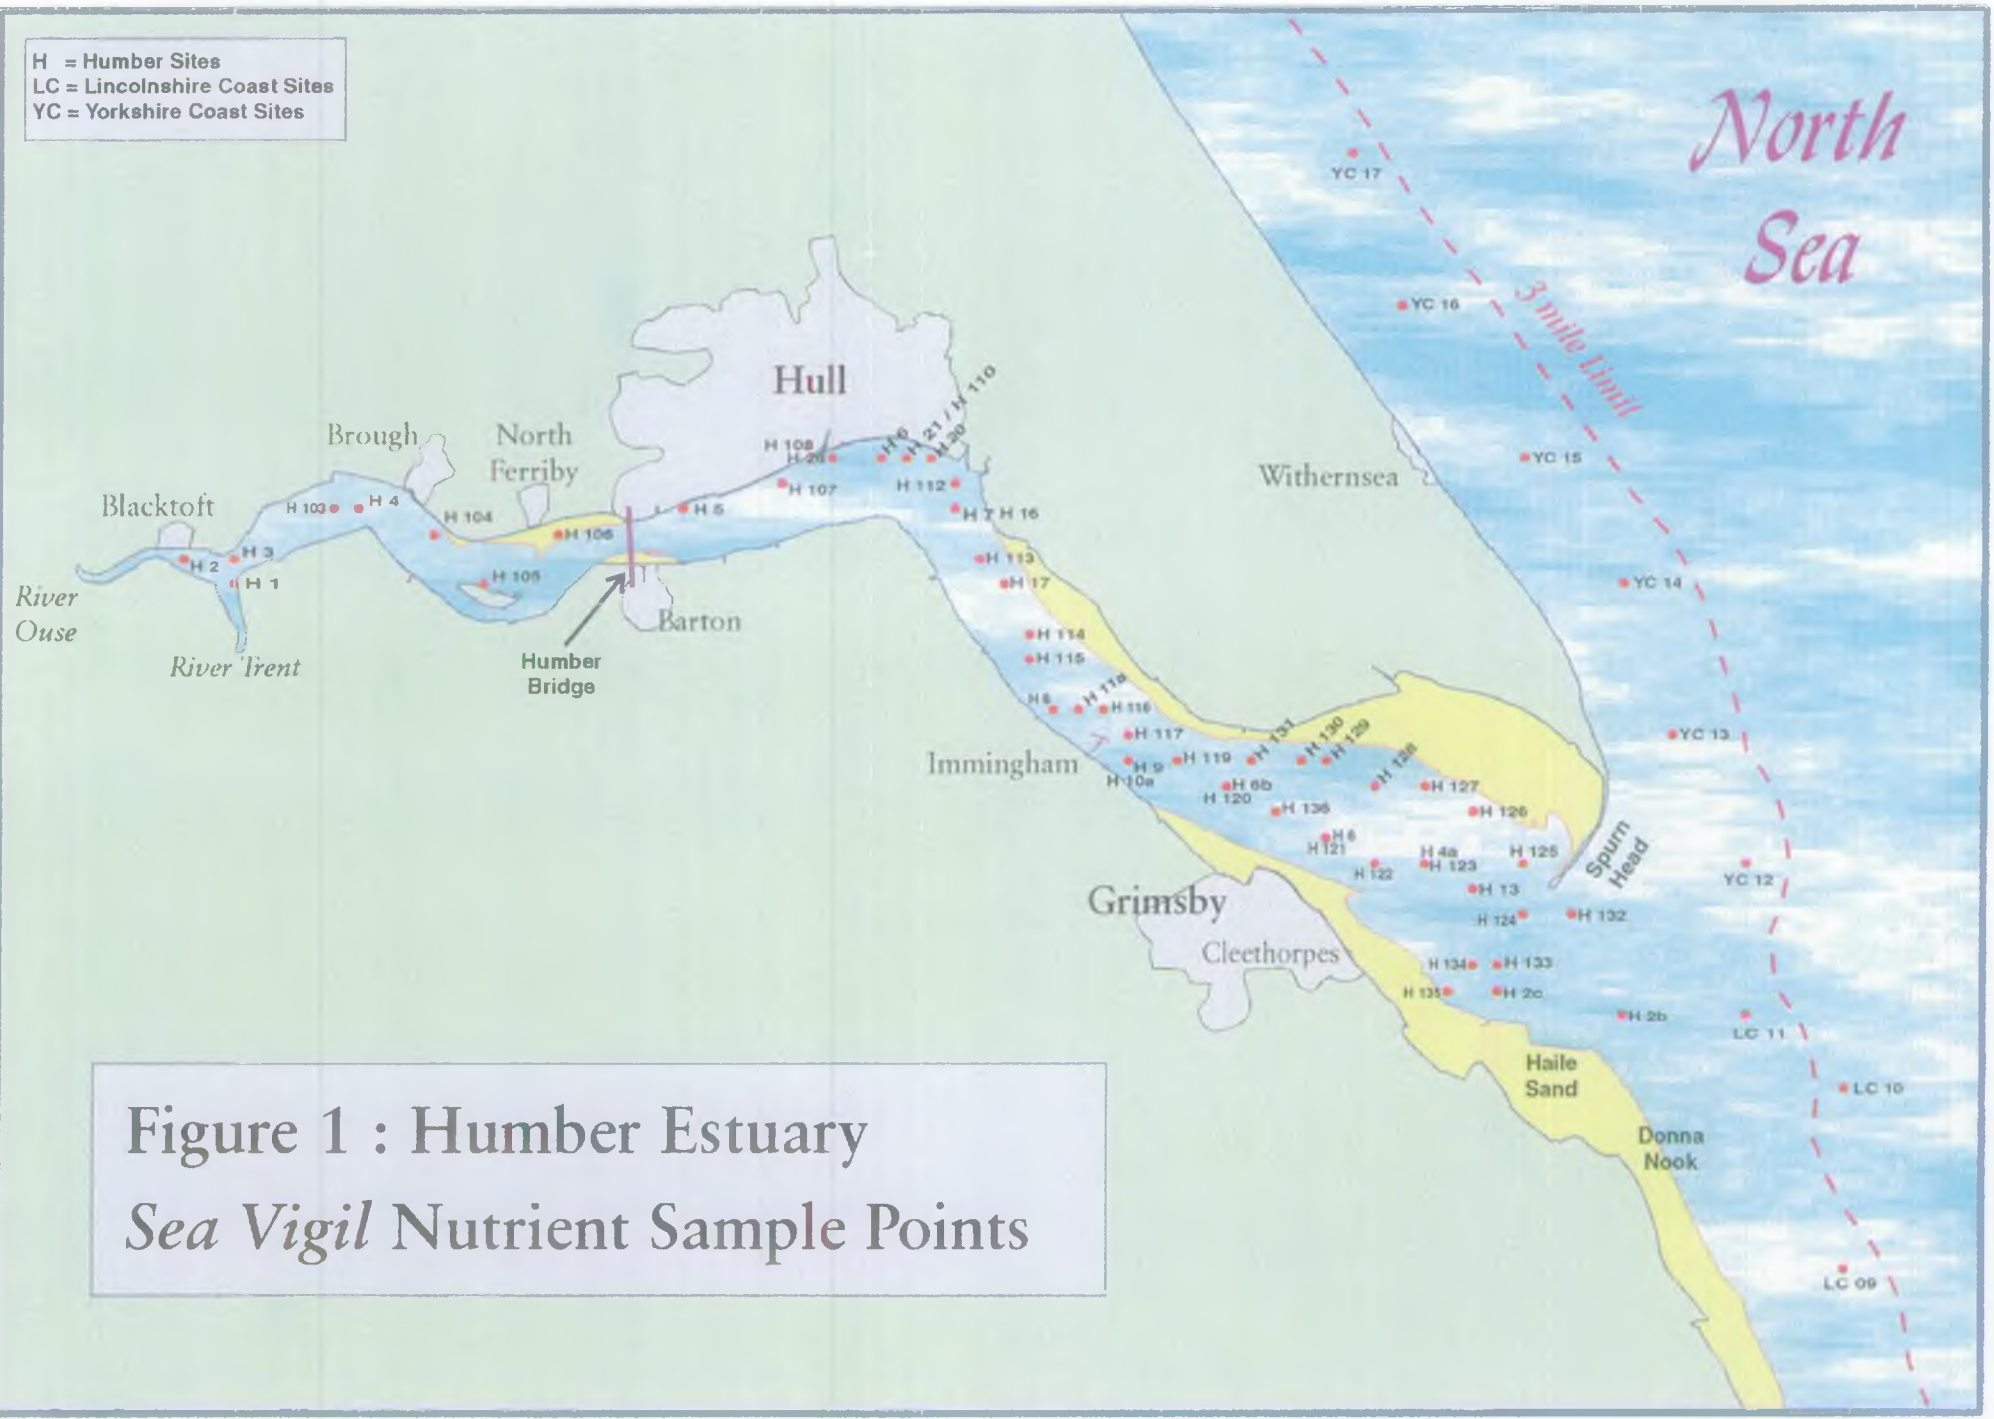 H = Humber Sites
LC = Lincolnshire Coast Sites
YC = Yorkshire Coast Sites
North
Sea
YC 17
YC 16
3 mile Limit
Hull
H 110
H 21 /
H 6
H 20
Brough
North
Ferriby
H 108
YC 15
Withernsea
H 107
H 112
Blacktoft
H 103
H 4
H 104
H 5
H 7
H 16
H 106
H 3
H 2
H 1
H 105
H 113
H 17
YC 14
River
Ouse
Barton
River Trent
Humber
Bridge
H 114
H 115
H 8
H 116
H 117
YC 13
Immingham
H 9
H 10a
H 119
H 131
H 130
H 129
H 6b
H 120
H 127
H 136
H 126
H 6
H 121
H 122
H 4a
H 123
H 125
Spurn
Head
YC 12
H 13
Grimsby
H 124
H 132
Cleethorpes
H 134
H 133
H 135
H 2c
H 2b
LC 11
Haile
Sand
LC 10
Donna
Nook
Figure 1 : Humber Estuary
Sea Vigil Nutrient Sample Points
LC 09